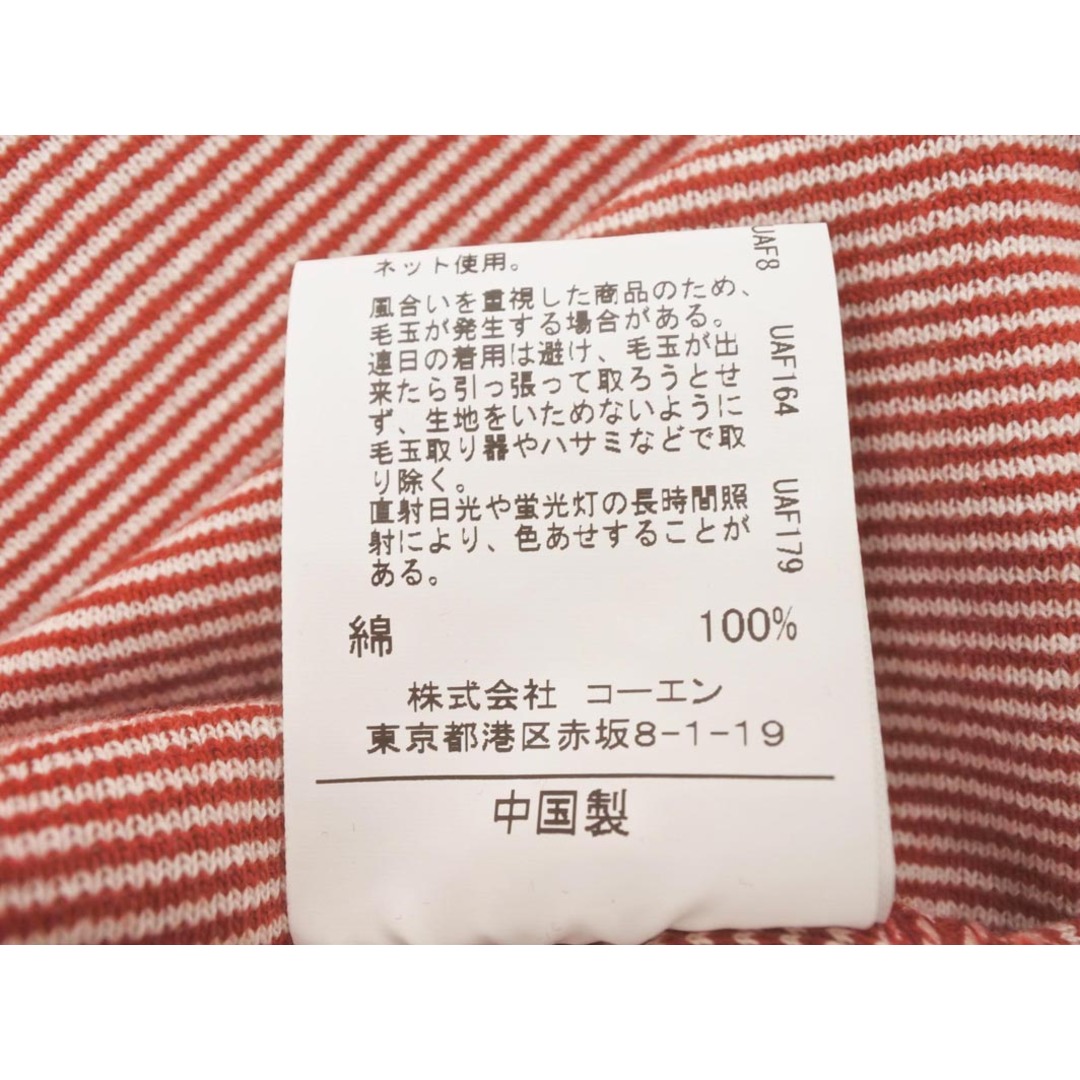 ネット使用。
風合いを重視した商品のため、
毛玉が発生する場合がある。
連日の着用は避け、毛玉が出
来たら引っ張って取ろうとせ
ず、生地をいためないように
毛玉取り器やハサミなどで取
り除く。
直射日光や蛍光灯の長時間照
射により、色あせすることが
ある。
UAF8 UAF164 UAF179
綿 100%
株式会社 コーエン
東京都港区赤坂8-1-19
中国製